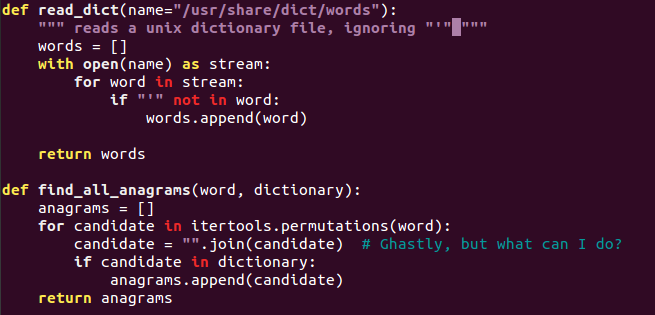 def read_dict(name="/usr/share/dict/words"):
    """ reads a unix dictionary file, ignoring "'" """
    words = []
    with open(name) as stream:
        for word in stream:
            if "'" not in word:
                words.append(word)

    return words

def find_all_anagrams(word, dictionary):
    anagrams = []
    for candidate in itertools.permutations(word):
        candidate = "".join(candidate)  # Ghastly, but what can I do?
        if candidate in dictionary:
            anagrams.append(candidate)
    return anagrams